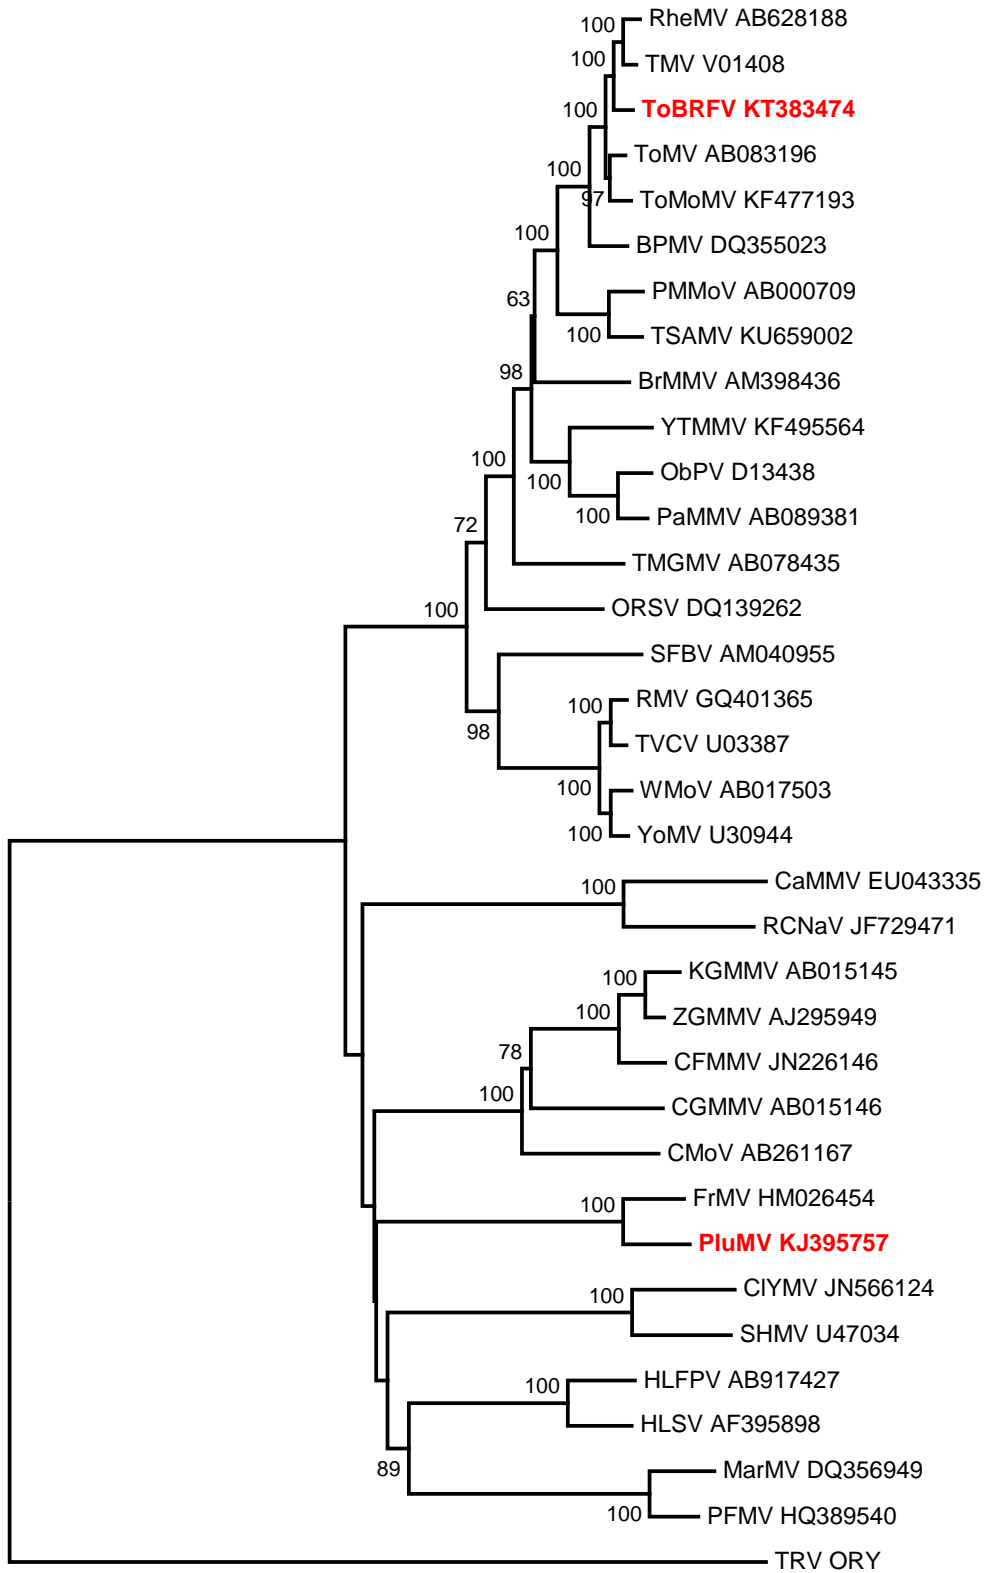 100 RheMV AB628188
100 TMV V01408
100 ToBRFV KT383474
ToMV AB083196
100
97 ToMoMV KF477193
100 BPMV DQ355023
63 PMMoV AB000709
100 TSAMV KU659002
98 BrMMV AM398436
YTMMV KF495564
100 ObPV D13438
100
100 PaMMV AB089381
72
TMGMV AB078435
100 ORSV DQ139262
SFBV AM040955
100 RMV GQ401365
98 TVCV U03387
100 WMoV AB017503
100 YoMV U30944
100 CaMMV EU043335
RCNaV JF729471
100 KGMMV AB015145
100 ZGMMV AJ295949
78 CFMMV JN226146
100 CGMMV AB015146
CMoV AB261167
100 FrMV HM026454
PluMV KJ395757
100 ClYMV JN566124
SHMV U47034
100 HLFPV AB917427
HLSV AF395898
89 MarMV DQ356949
100 PFMV HQ389540
TRV ORY